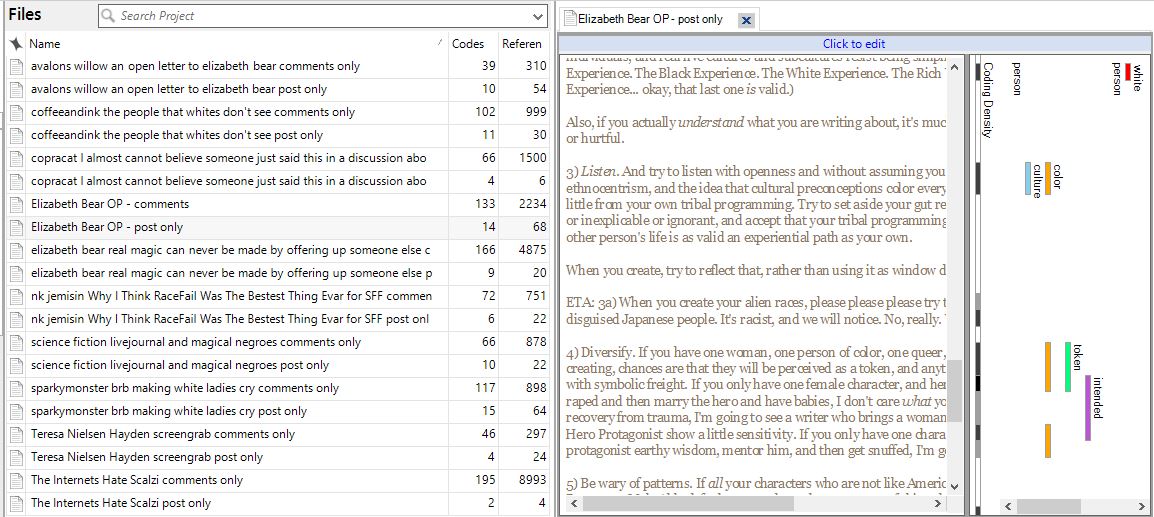 Files
Search Project
Name Codes Referen
avalons willow an open letter to elizabeth bear comments only 39 310
avalons willow an open letter to elizabeth bear post only 10 54
coffeeandink the people that whites don't see comments only 102 999
coffeeandink the people that whites don't see post only 11 30
copracat I almost cannot believe someone just said this in a discussion abo 66 1500
copracat I almost cannot believe someone just said this in a discussion abo 4 6
Elizabeth Bear OP - comments 133 2234
Elizabeth Bear OP - post only 14 68
elizabeth bear real magic can never be made by offering up someone else c 166 4875
elizabeth bear real magic can never be made by offering up someone else p 9 20
nk jemisin Why I Think RaceFail Was The Bestest Thing Evar for SFF commen 72 751
nk jemisin Why I Think RaceFail Was The Bestest Thing Evar for SFF post onl 6 22
science fiction livejournal and magical negroes comments only 66 878
science fiction livejournal and magical negroes post only 10 22
sparkymonster brb making white ladies cry comments only 117 898
sparkymonster brb making white ladies cry post only 15 64
Teresa Nielsen Hayden screengrab comments only 46 297
Teresa Nielsen Hayden screengrab post only 4 24
The Internets Hate Scalzi comments only 195 8993
The Internets Hate Scalzi post only 2 4
Elizabeth Bear OP - post only
Click to edit
Experience. The Black Experience. The White Experience. The Rich
Experience... okay, that last one is valid.)
Also, if you actually understand what you are writing about, it's muc
or hurtful.
3) Listen. And try to listen with openness and without assuming you
ethnocentrism, and the idea that cultural preconceptions color every
little from your own tribal programming. Try to set aside your gut re
or inexplicable or ignorant, and accept that your tribal programming
other person's life is as valid an experiential path as your own.
When you create, try to reflect that, rather than using it as window d
ETA: 3a) When you create your alien races, please please please try t
disguised Japanese people. It's racist, and we will notice. No, really.
4) Diversify. If you have one woman, one person of color, one queer,
creating, chances are that they will be perceived as a token, and anyt
with symbolic freight. If you only have one female character, and her
raped and then marry the hero and have babies, I don't care what yo
recovery from trauma, I'm going to see a writer who brings a woman
Hero Protagonist show a little sensitivity. If you only have one chara
protagonist earthy wisdom, mentor him, and then get snuffed, I'm g
5) Be wary of patterns. If all your characters who are not like Americ
Coding Density
person
culture
color
token
intended
person
white